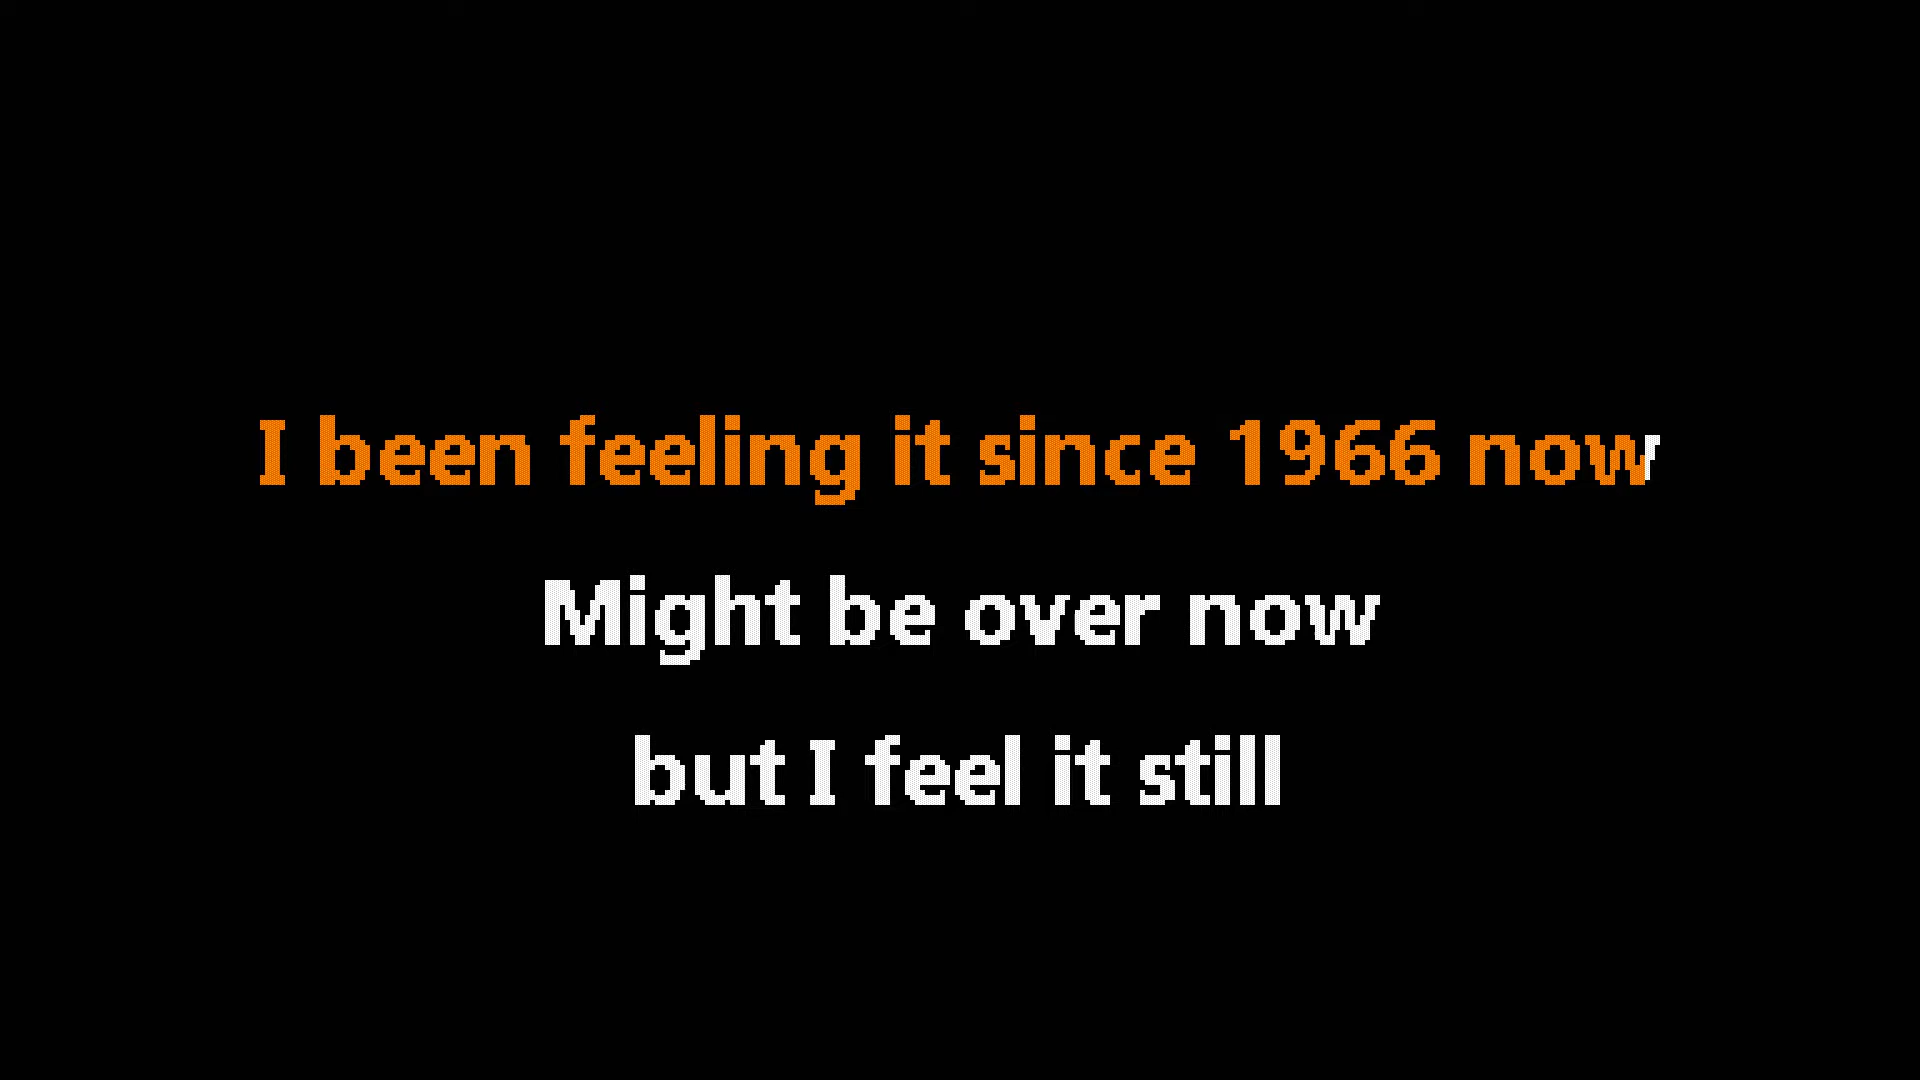 I been feeling it since 1966 now
Might be over now
but I feel it still